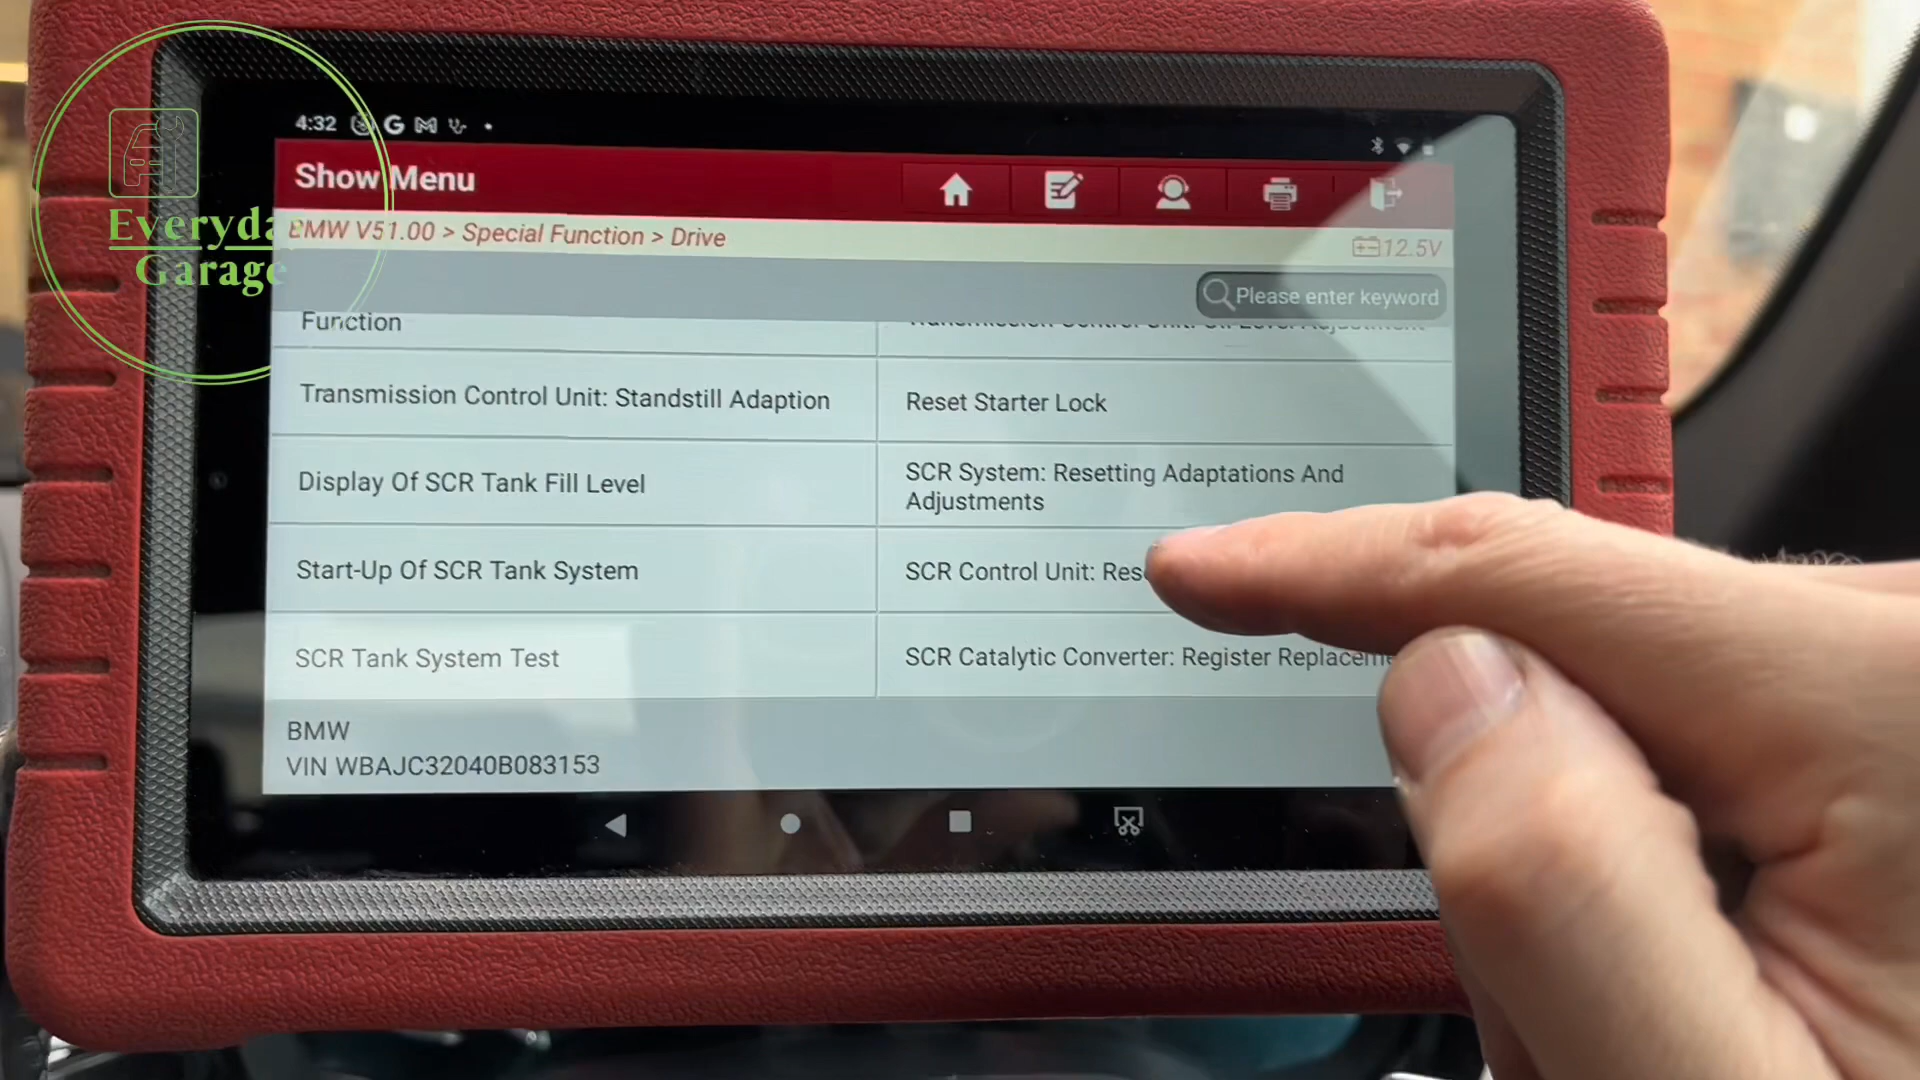 4:32
Show Menu
Everyda
Garage
BMW V51.00 > Special Function > Drive
12.5V
Please enter keyword
Function
Transmission Control Unit: Standstill Adaption
Reset Starter Lock
Display Of SCR Tank Fill Level
SCR System: Resetting Adaptations And
Adjustments
Start-Up Of SCR Tank System
SCR Control Unit:
SCR Tank System Test
SCR Catalytic Converter: Register
BMW
VIN WBAJC32040B083153